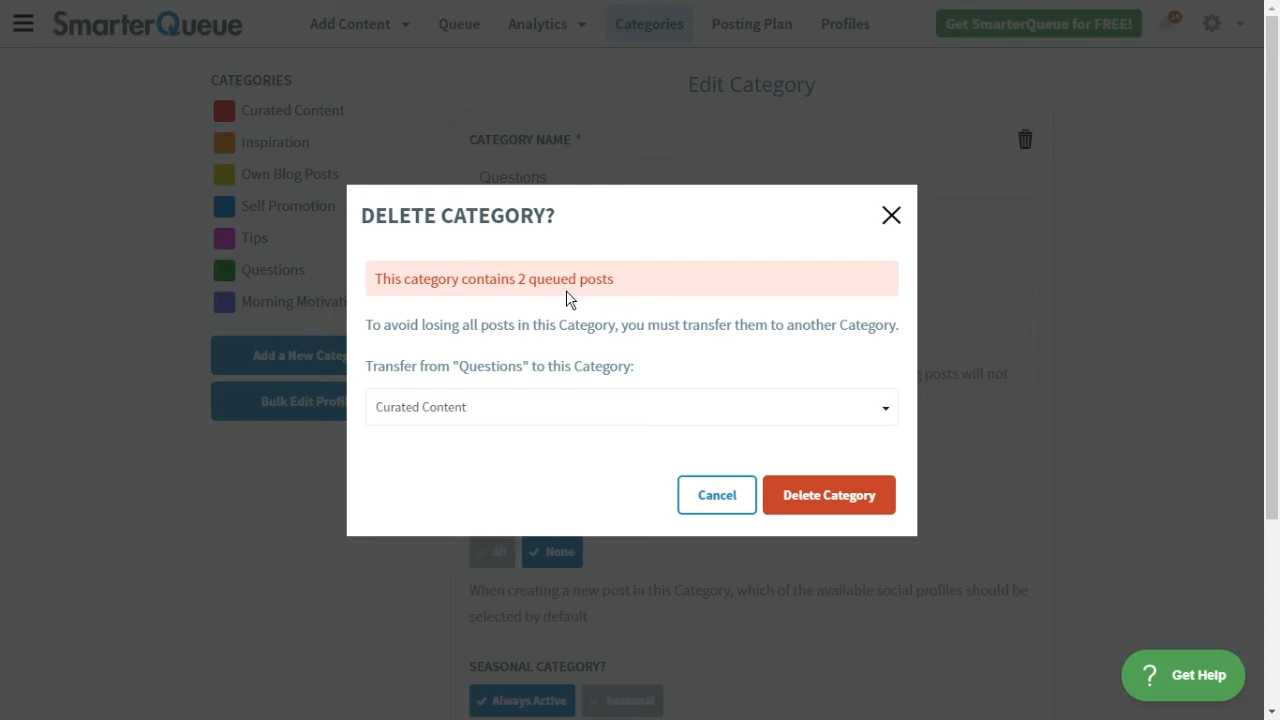 SmarterQueue
Add Content
Queue
Analytics
Categories
Posting Plan
Profiles
Get SmarterQueue for FREE!
CATEGORIES
Curated Content
Inspiration
Own Blog Posts
Self Promotion
Tips
Questions
Morning Motivati
Add a New Categ
Bulk Edit Profil
Edit Category
CATEGORY NAME *
Questions
DELETE CATEGORY?
This category contains 2 queued posts
To avoid losing all posts in this Category, you must transfer them to another Category.
Transfer from "Questions" to this Category:
Curated Content
Cancel
Delete Category
posts will not
All
None
When creating a new post in this Category, which of the available social profiles should be
selected by default
SEASONAL CATEGORY?
Always Active
Seasonal
? Get Help